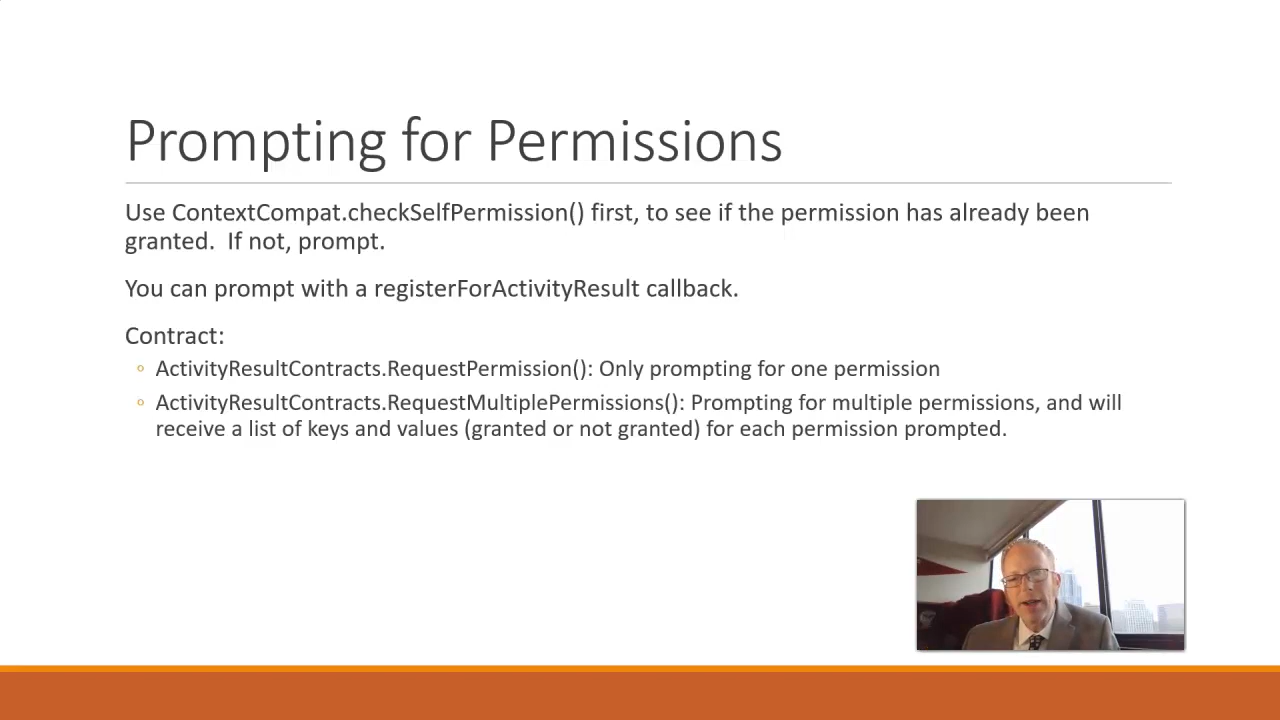 Prompting for Permissions
Use ContextCompat.checkSelfPermission() first, to see if the permission has already been
granted.  If not, prompt.
You can prompt with a registerForActivityResult callback.
Contract:
◦ ActivityResultContracts.RequestPermission(): Only prompting for one permission
◦ ActivityResultContracts.RequestMultiplePermissions(): Prompting for multiple permissions, and will
receive a list of keys and values (granted or not granted) for each permission prompted.